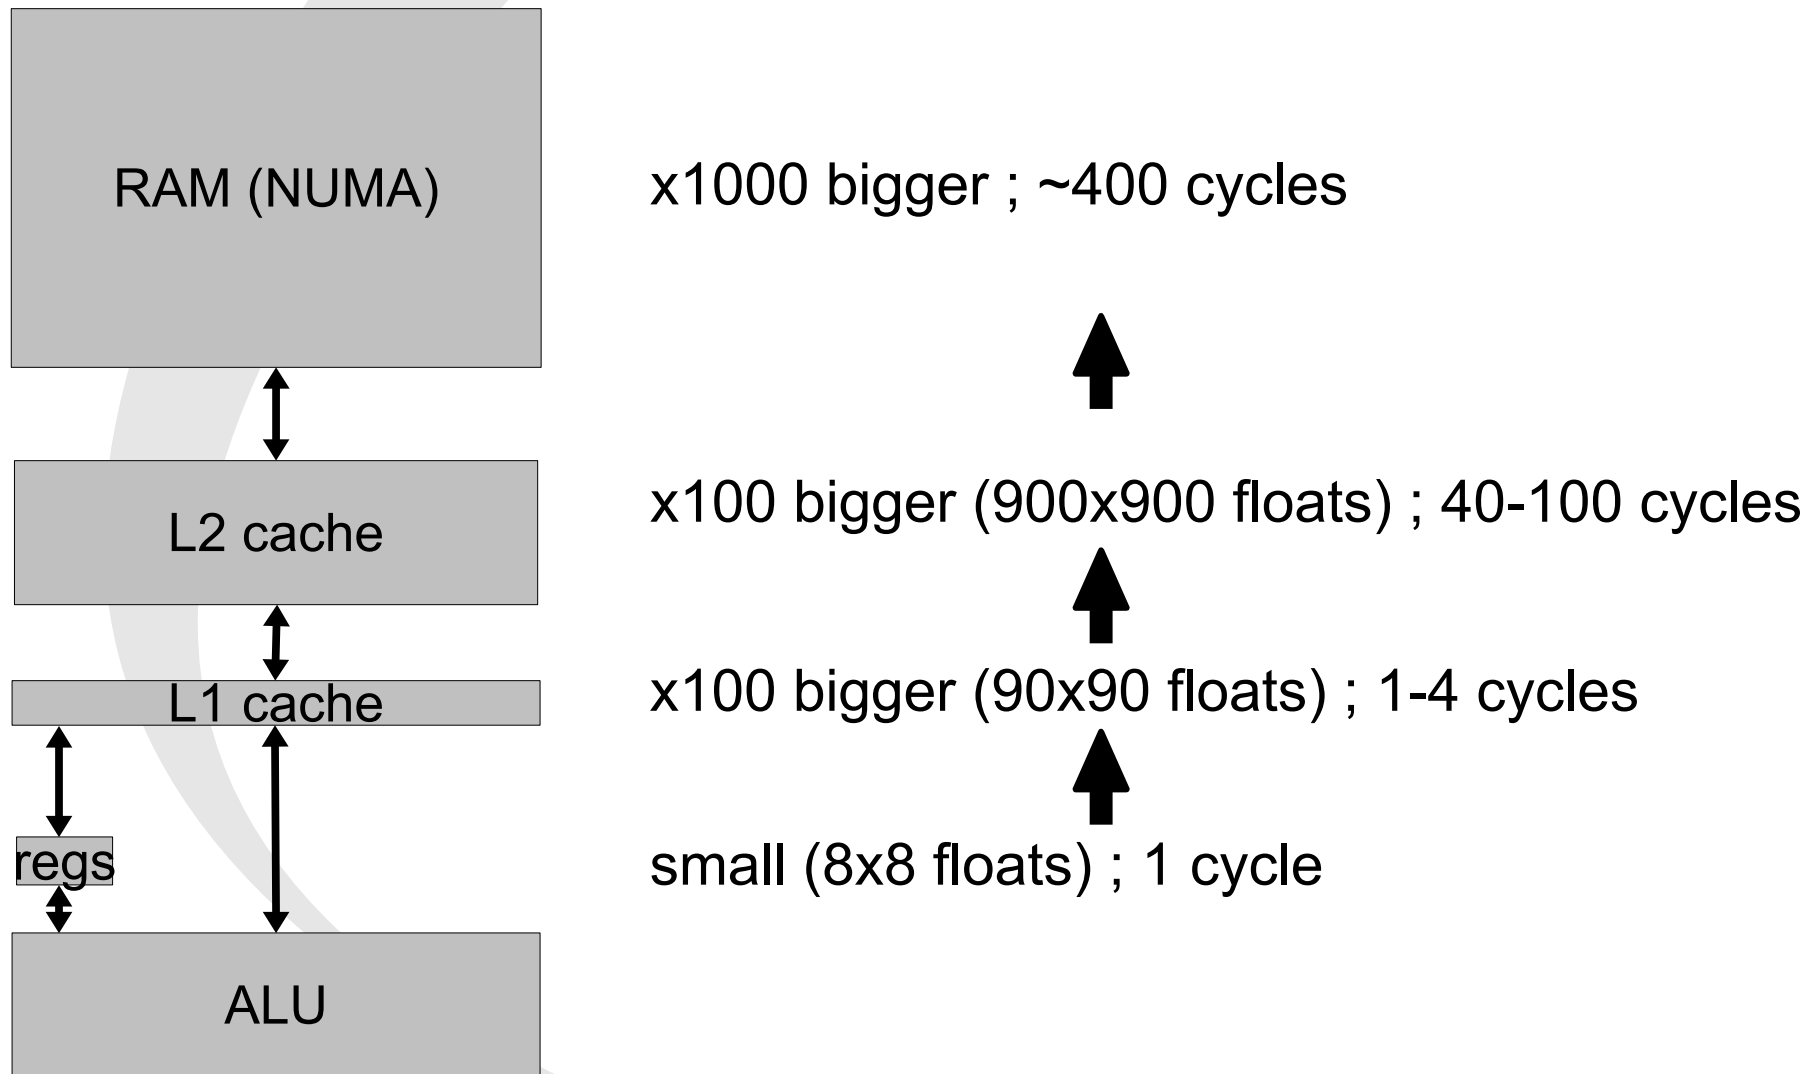 RAM (NUMA)
x1000 bigger ; ~400 cycles
L2 cache
x100 bigger (900x900 floats) ; 40-100 cycles
L1 cache
x100 bigger (90x90 floats) ; 1-4 cycles
regs
small (8x8 floats) ; 1 cycle
ALU